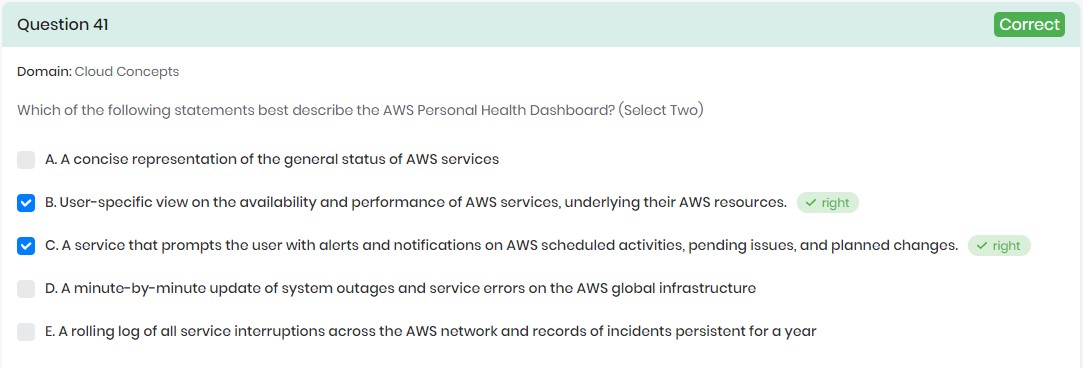 Question 41 Correct
Domain: Cloud Concepts
Which of the following statements best describe the AWS Personal Health Dashboard? (Select Two)
A. A concise representation of the general status of AWS services
B. User-specific view on the availability and performance of AWS services, underlying their AWS resources. right
C. A service that prompts the user with alerts and notifications on AWS scheduled activities, pending issues, and planned changes. right
D. A minute-by-minute update of system outages and service errors on the AWS global infrastructure
E. A rolling log of all service interruptions across the AWS network and records of incidents persistent for a year